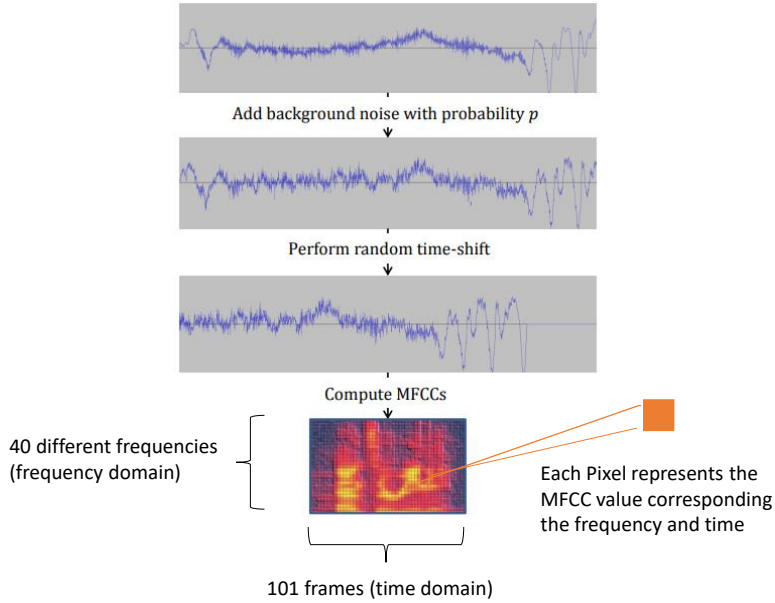 Add background noise with probability p
Perform random time-shift
Compute MFCCs
40 different frequencies
(frequency domain)
Each Pixel represents the
MFCC value corresponding
the frequency and time
101 frames (time domain)